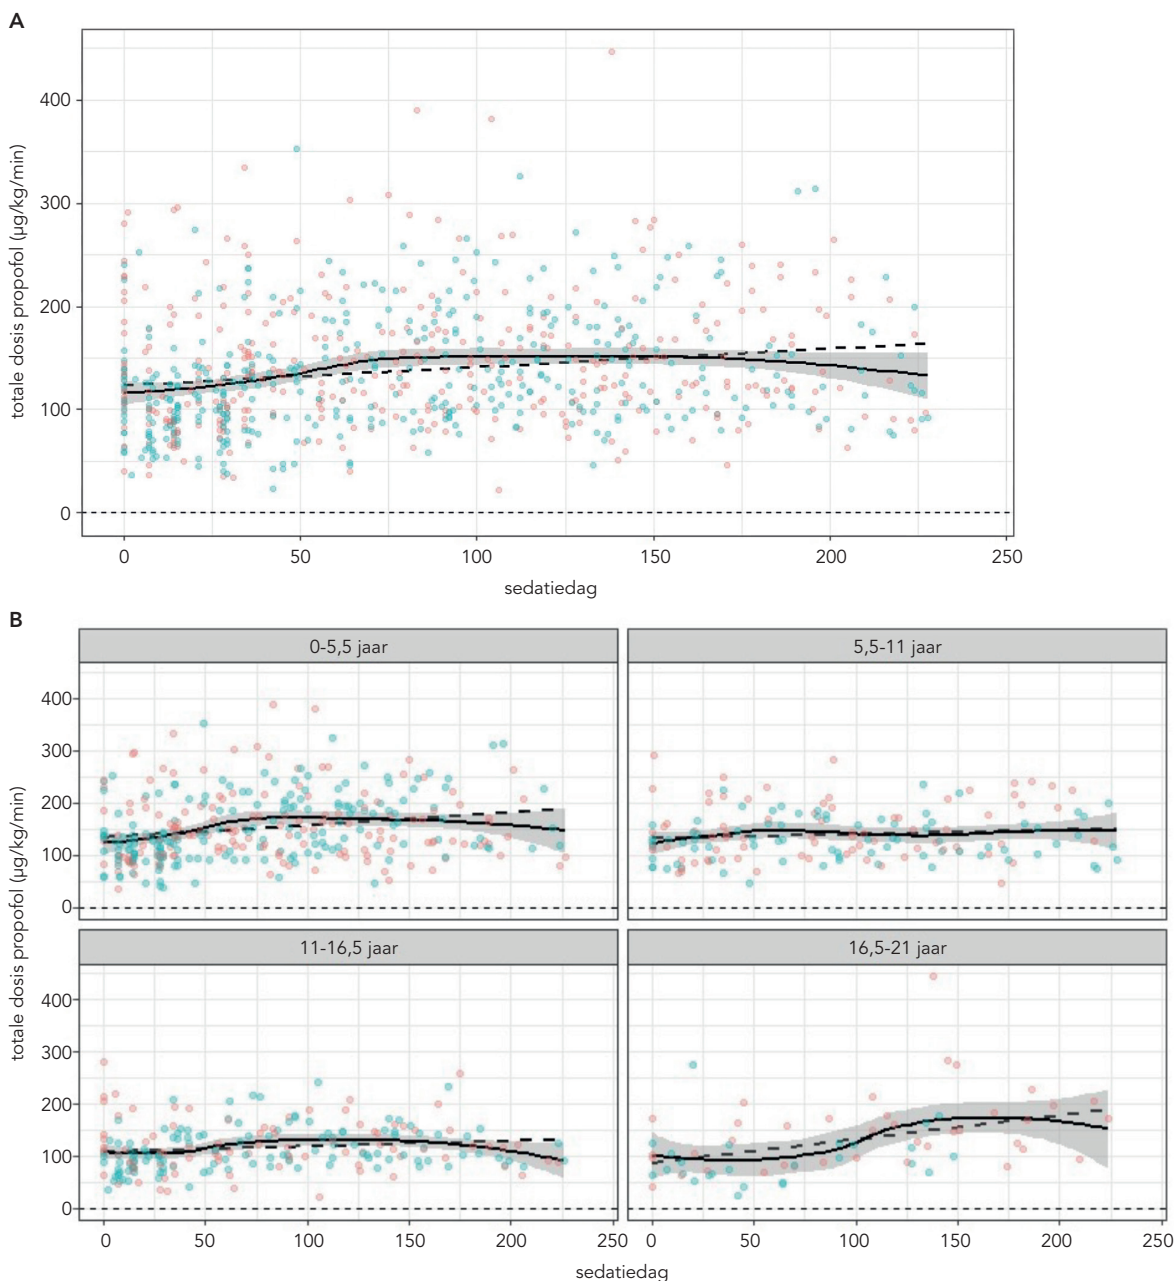 A
totale dosis propofol (μg/kg/min)
400
300
200
100
0
0 50 100 150 200 250
sedatiedag
B
0-5,5 jaar 5,5-11 jaar
totale dosis propofol (μg/kg/min)
400
300
200
100
0
11-16,5 jaar 16,5-21 jaar
400
300
200
100
0
0 50 100 150 200 250 0 50 100 150 200 250
sedatiedag